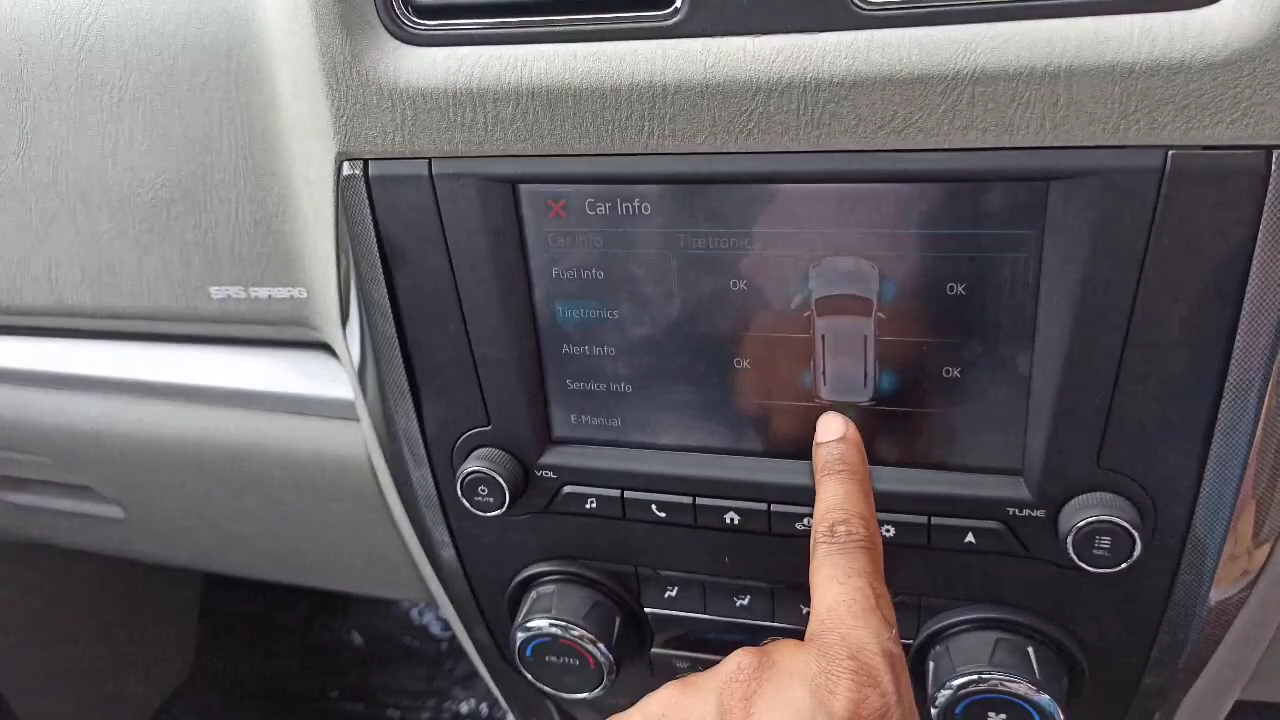 SRS AIRBAG
Car Info
Car Info
Tiretronics
Fuel Info
OK
OK
Tiretronics
Alert Info
OK
OK
Service Info
E-Manual
VOL
MUTE
TUNE
SEL
AUTO